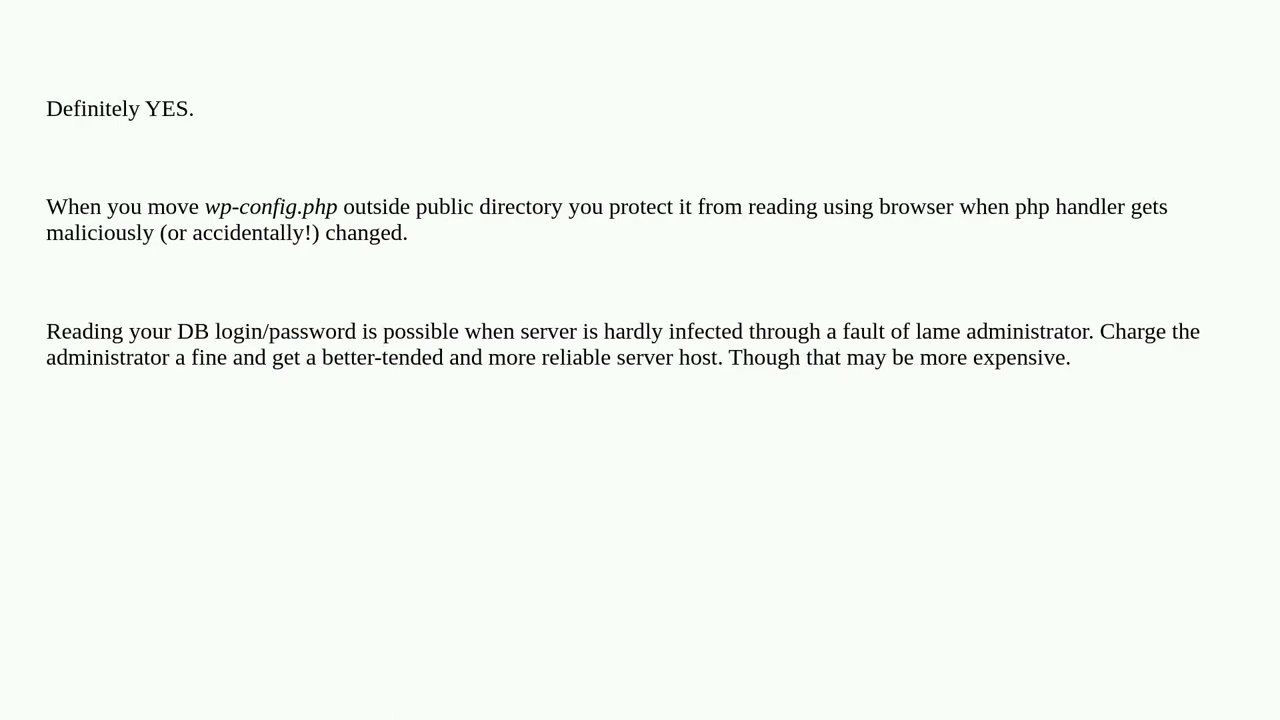 Definitely YES.
When you move wp-config.php outside public directory you protect it from reading using browser when php handler gets
maliciously (or accidentally!) changed.
Reading your DB login/password is possible when server is hardly infected through a fault of lame administrator. Charge the
administrator a fine and get a better-tended and more reliable server host. Though that may be more expensive.